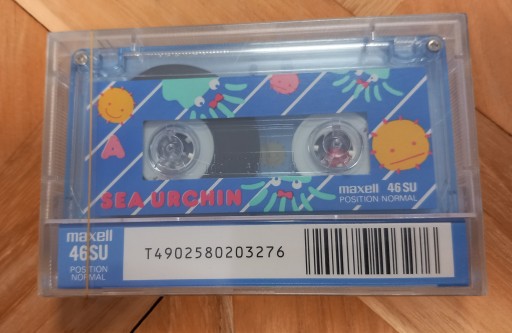 A
SEA URCHIN
maxell 46SU
POSITION NORMAL
maxell
46SU
POSITION
NORMAL
T4902580203276